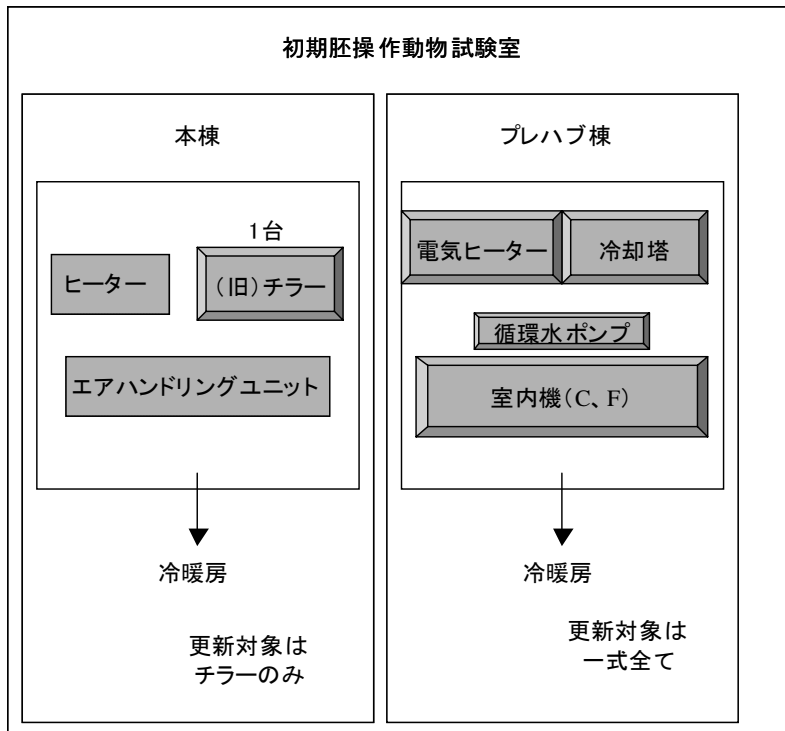 初期胚操作動物試験室
本棟
1台
ヒーター
（旧）チラー
エアハンドリングユニット
冷暖房
更新対象は
チラーのみ
プレハブ棟
電気ヒーター
冷却塔
循環水ポンプ
室内機（C、F）
冷暖房
更新対象は
一式全て